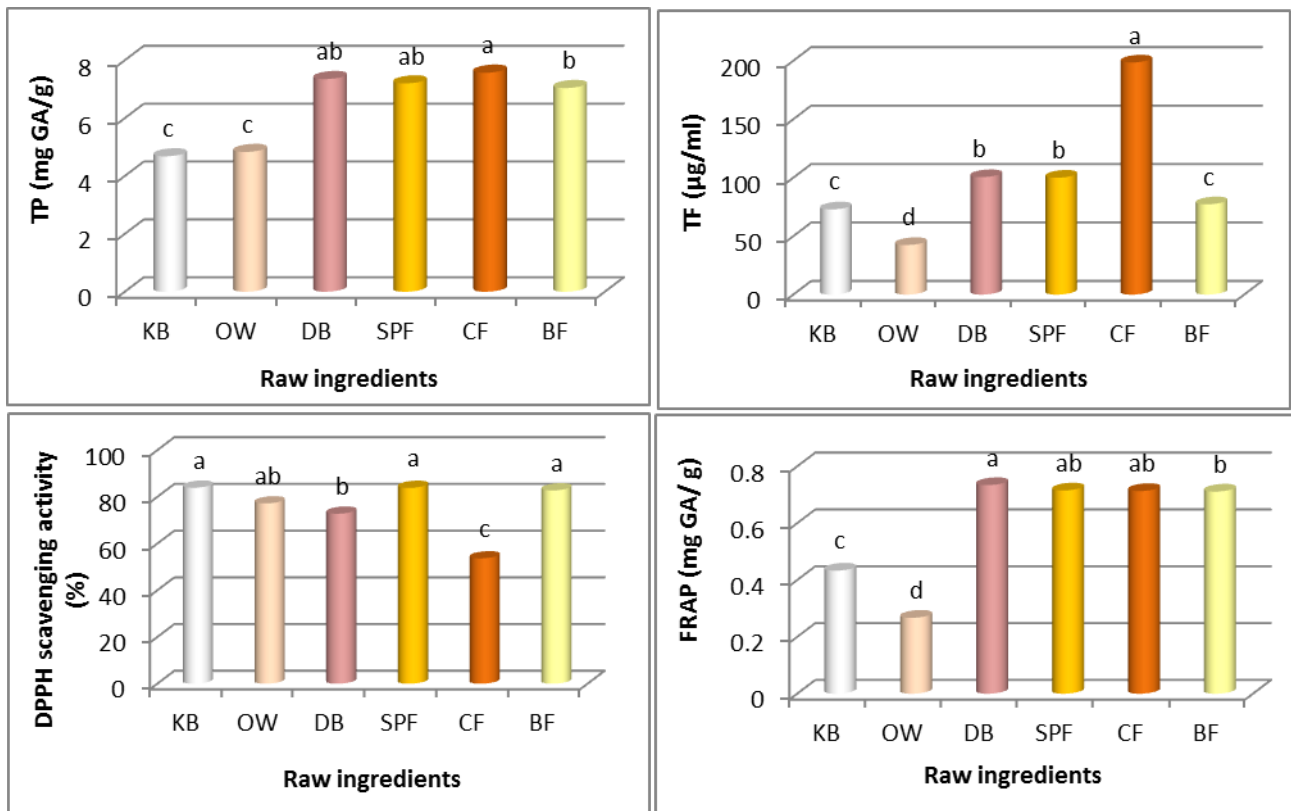 TP (mg GA/g)
8
6
4
2
0
c
c
ab
ab
a
b
KB OW DB SPF CF BF
Raw ingredients
TF (µg/ml)
200
150
100
50
0
c
d
b
b
a
c
KB OW DB SPF CF BF
Raw ingredients
DPPH scavenging activity
(%)
100
80
60
40
20
0
a
ab
b
a
c
a
KB OW DB SPF CF BF
Raw ingredients
FRAP (mg GA/ g)
0.8
0.6
0.4
0.2
0
c
d
a
ab
ab
b
KB OW DB SPF CF BF
Raw ingredients